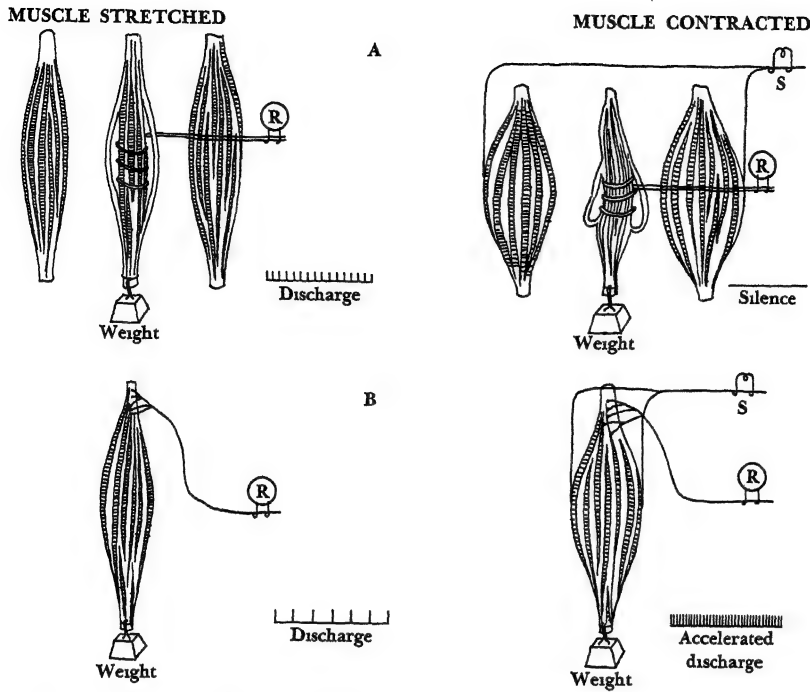 MUSCLE STRETCHED
MUSCLE CONTRACTED
A
S
R
R
Discharge
Silence
Weight
Weight
B
S
R
R
Discharge
Accelerated
discharge
Weight
Weight